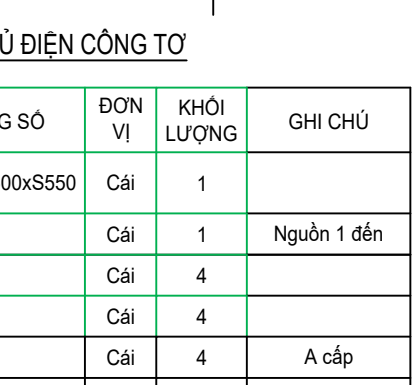 Ủ ĐIỆN CÔNG TƠ
G SỐ ĐƠN VỊ KHỐI LƯỢNG GHI CHÚ
00xS550 Cái 1
Cái 1 Nguồn 1 đến
Cái 4
Cái 4
Cái 4 A cấp